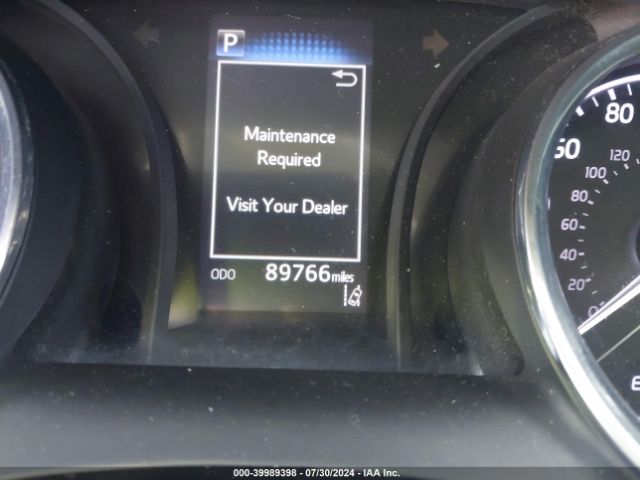 P
Maintenance
Required
Visit Your Dealer
ODO 89766 miles
80
60
120
100
80
60
40
20
0
E
000-39989398 - 07/30/2024 - IAA Inc.